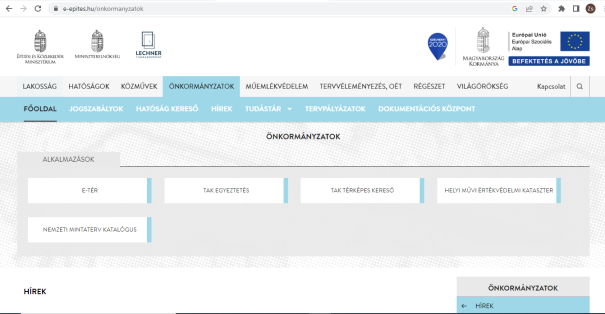 e-epites.hu/onkormanyzatok
G
Zs
ÉPÍTÉSI ÉS KÖZLEKEDÉSI
MINISZTÉRIUM
MINISZTERELNÖKSÉG
LECHNER
TUDÁSKÖZPONT
SZÉCHENYI
2020
MAGYARORSZÁG
KORMÁNYA
Európai Unió
Európai Szociális
Alap
BEFEKTETÉS A JÖVŐBE
LAKOSSÁG HATÓSÁGOK KÖZMŰVEK ÖNKORMÁNYZATOK MŰEMLÉKVÉDELEM TERVVÉLEMÉNYEZÉS, OÉT RÉGÉSZET VILÁGÖRÖKSÉG Kapcsolat
FŐOLDAL JOGSZABÁLYOK HATÓSÁG KERESŐ HÍREK TUDÁSTÁR TERVPÁLYÁZATOK DOKUMENTÁCIÓS KÖZPONT
ÖNKORMÁNYZATOK
ALKALMAZÁSOK
E-TÉR TAK EGYEZTETÉS TAK TÉRKÉPES KERESŐ HELYI MŰVI ÉRTÉKVÉDELMI KATASZTER
NEMZETI MINTATERV KATALÓGUS
HÍREK
ÖNKORMÁNYZATOK
← HÍREK